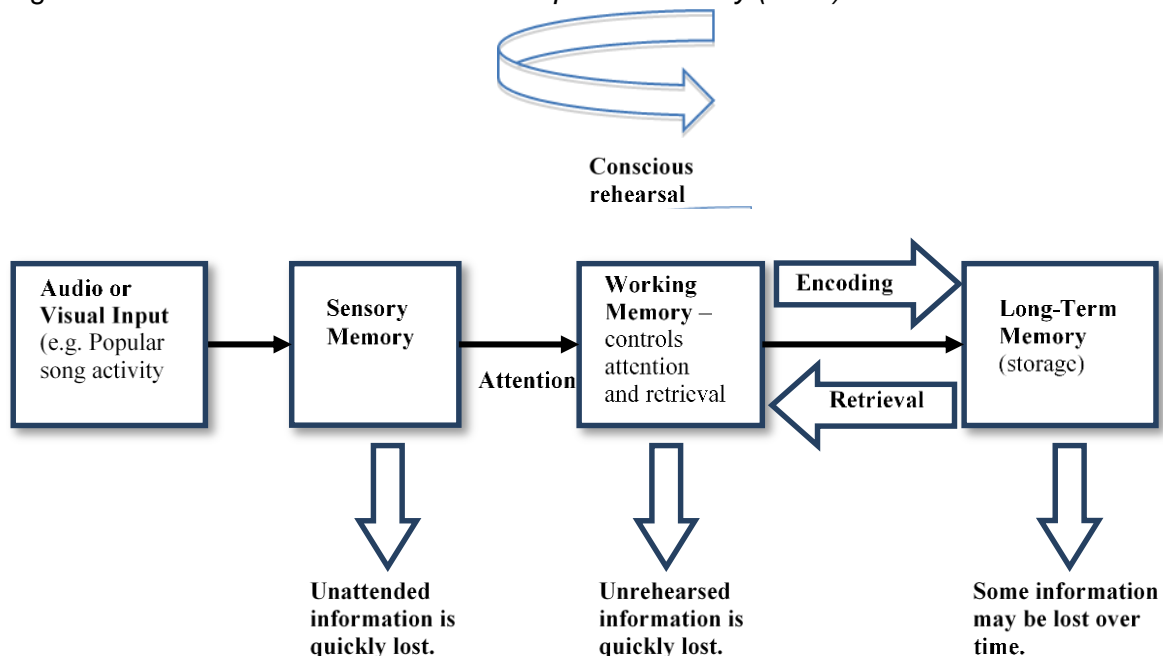 Conscious
rehearsal
Audio or
Visual Input
(e.g. Popular
song activity
Sensory
Memory
Attention
Working
Memory –
controls
attention
and retrieval
Encoding
Retrieval
Long-Term
Memory
(storage)
Unattended
information is
quickly lost.
Unrehearsed
information is
quickly lost.
Some information
may be lost over
time.